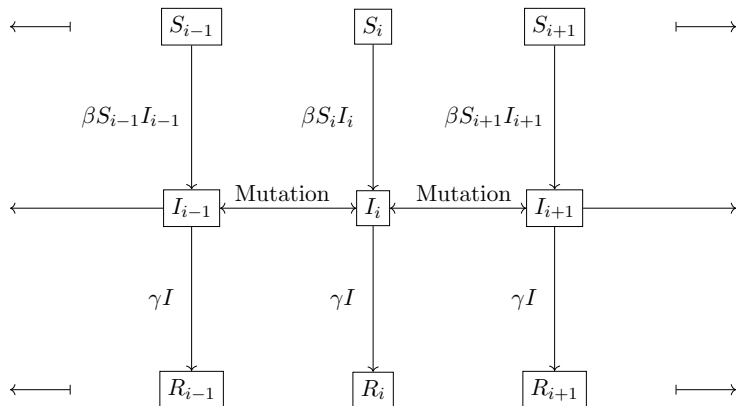 S_{i-1} S_i S_{i+1}
βS_{i-1}I_{i-1} βS_iI_i βS_{i+1}I_{i+1}
Mutation Mutation
I_{i-1} I_i I_{i+1}
γI γI γI
R_{i-1} R_i R_{i+1}